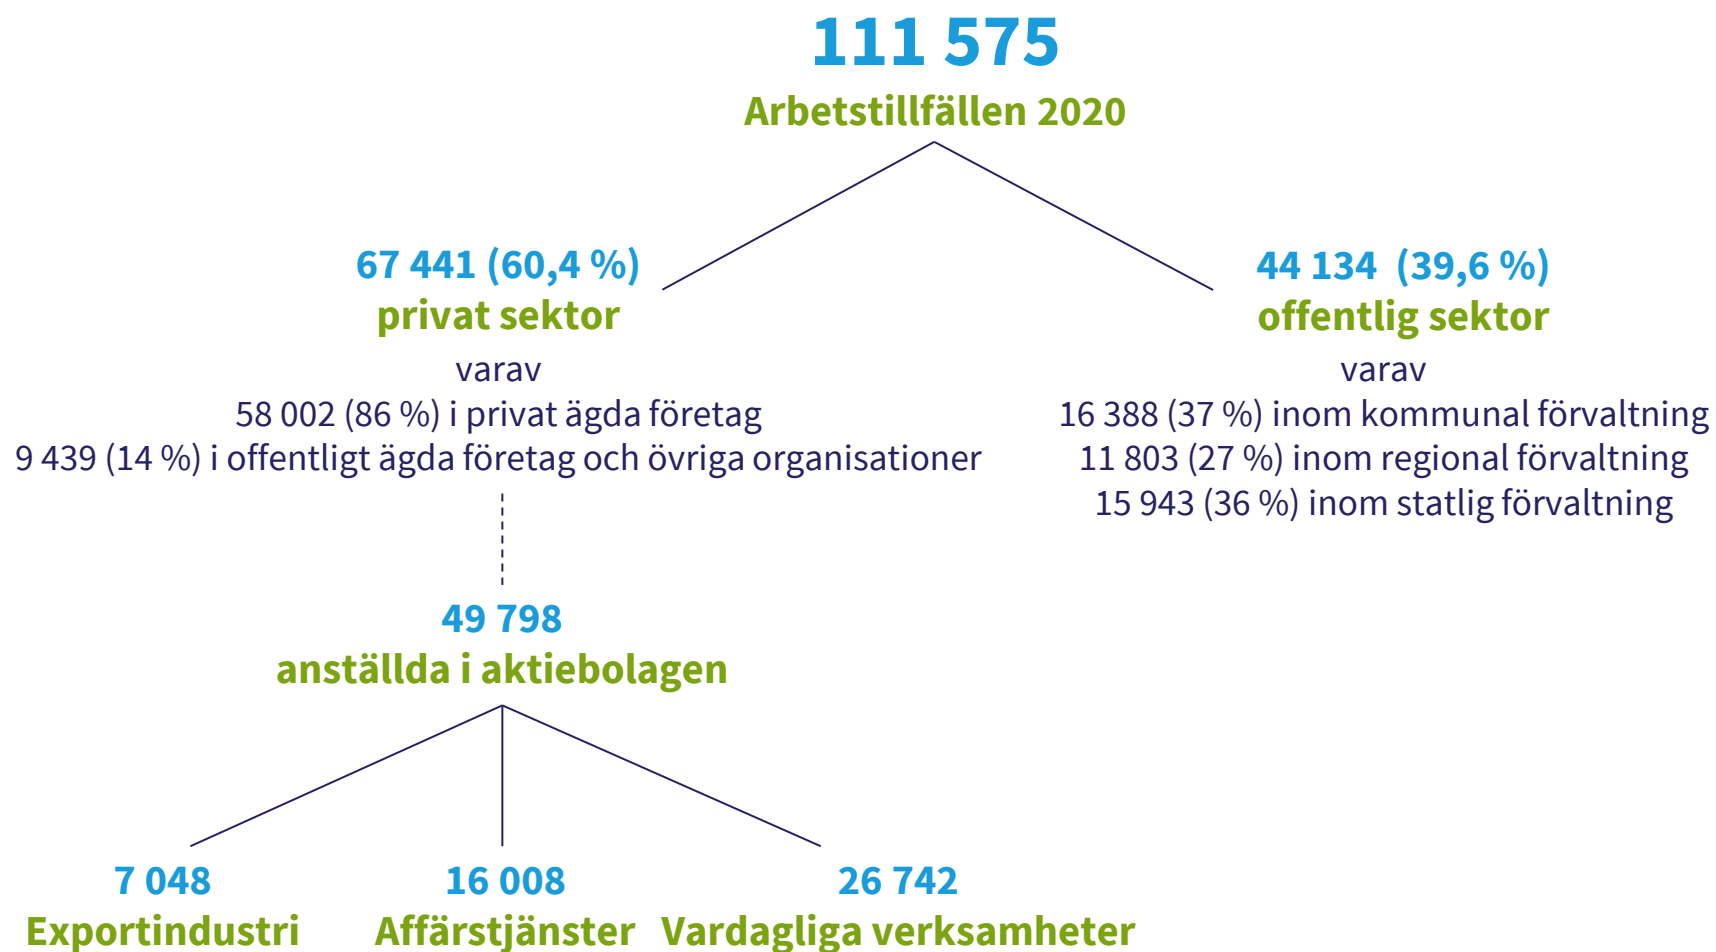 111 575
Arbetstillfällen 2020
67 441 (60,4 %)
privat sektor
varav
58 002 (86 %) i privat ägda företag
9 439 (14 %) i offentligt ägda företag och övriga organisationer
44 134 (39,6 %)
offentlig sektor
varav
16 388 (37 %) inom kommunal förvaltning
11 803 (27 %) inom regional förvaltning
15 943 (36 %) inom statlig förvaltning
49 798
anställda i aktiebolagen
7 048
Exportindustri
16 008
Affärstjänster
26 742
Vardagliga verksamheter